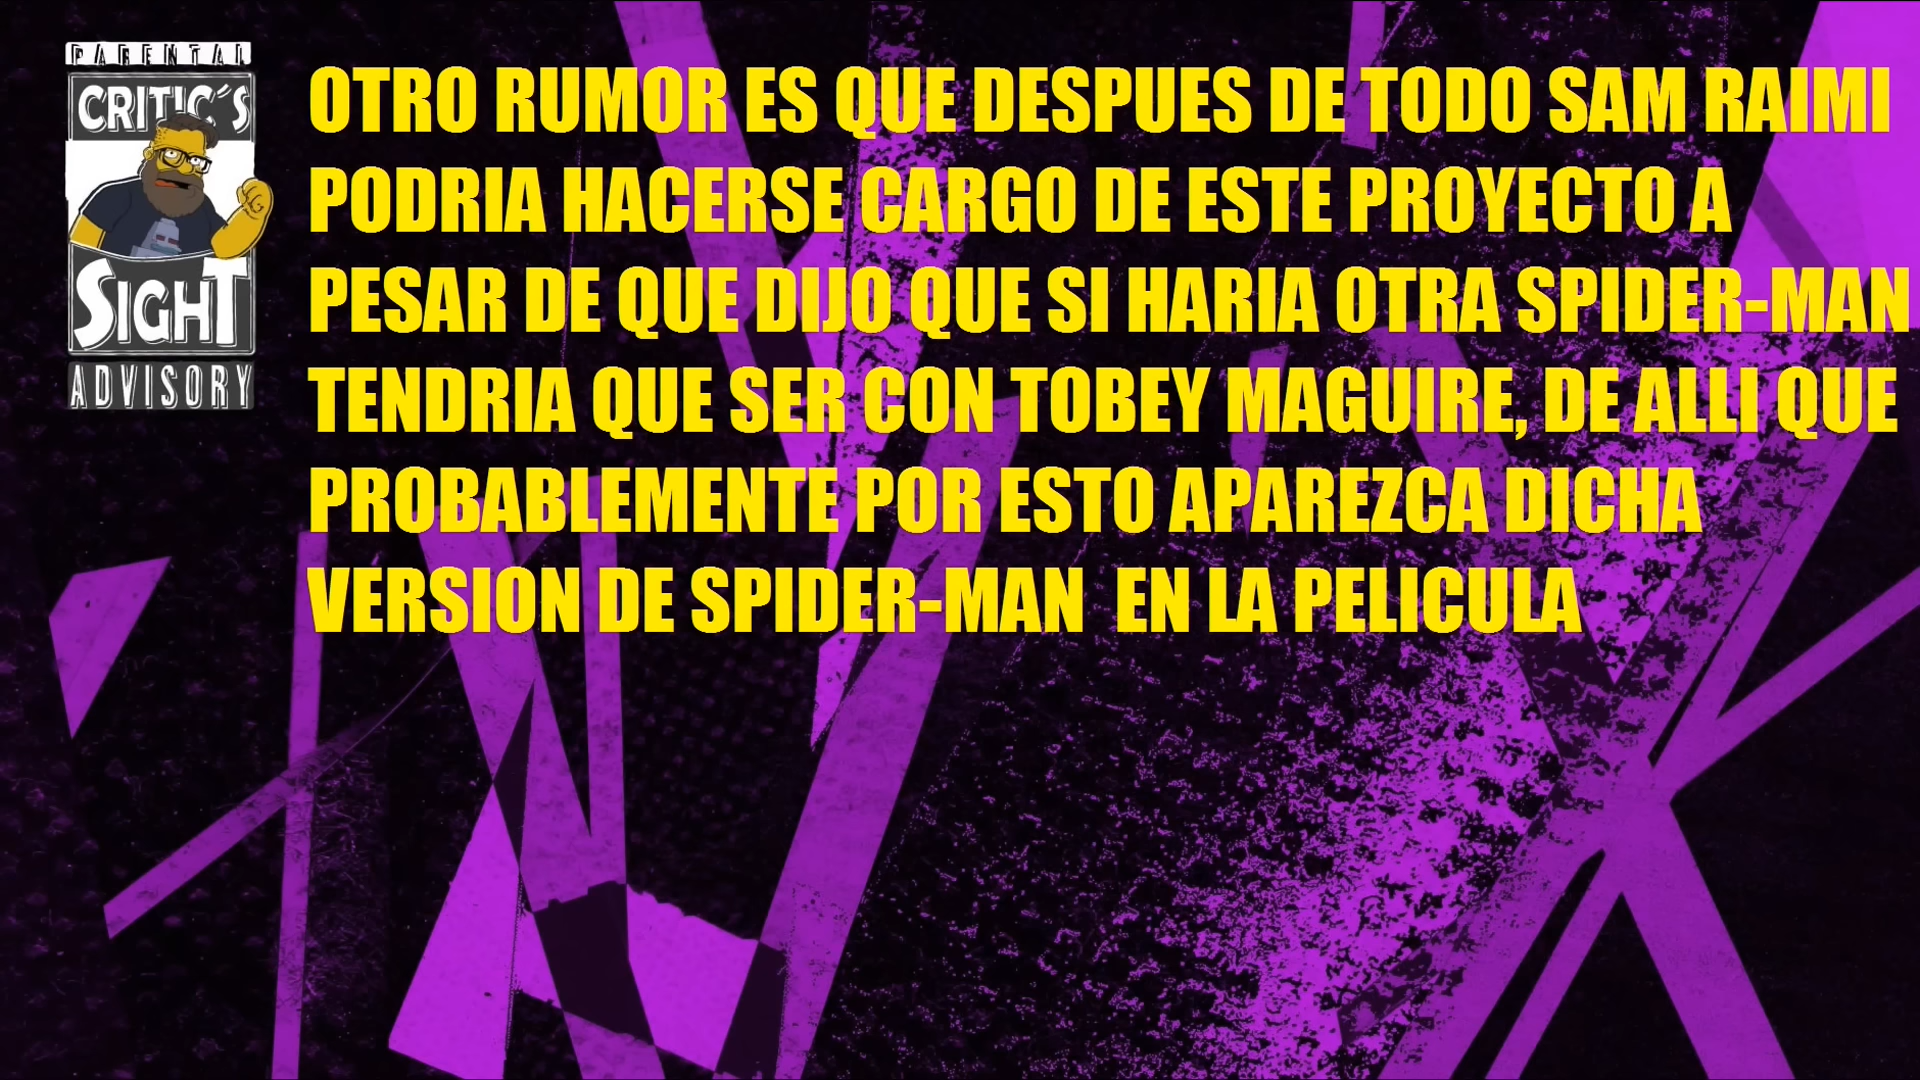 PARENTAL
CRITIC´S
SIGHT
ADVISORY
OTRO RUMOR ES QUE DESPUES DE TODO SAM RAIMI
PODRIA HACERSE CARGO DE ESTE PROYECTO A
PESAR DE QUE DIJO QUE SI HARIA OTRA SPIDER-MAN
TENDRIA QUE SER CON TOBEY MAGUIRE, DE ALLI QUE
PROBABLEMENTE POR ESTO APAREZCA DICHA
VERSION DE SPIDER-MAN  EN LA PELICULA